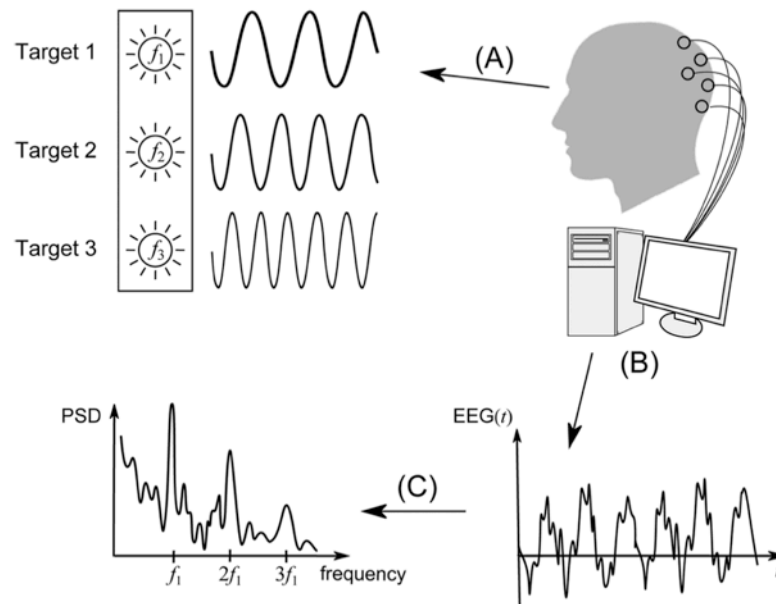 Target 1
f₁
(A)
Target 2
f₂
Target 3
f₃
(B)
PSD
EEG(t)
(C)
f₁ 2f₁ 3f₁ frequency